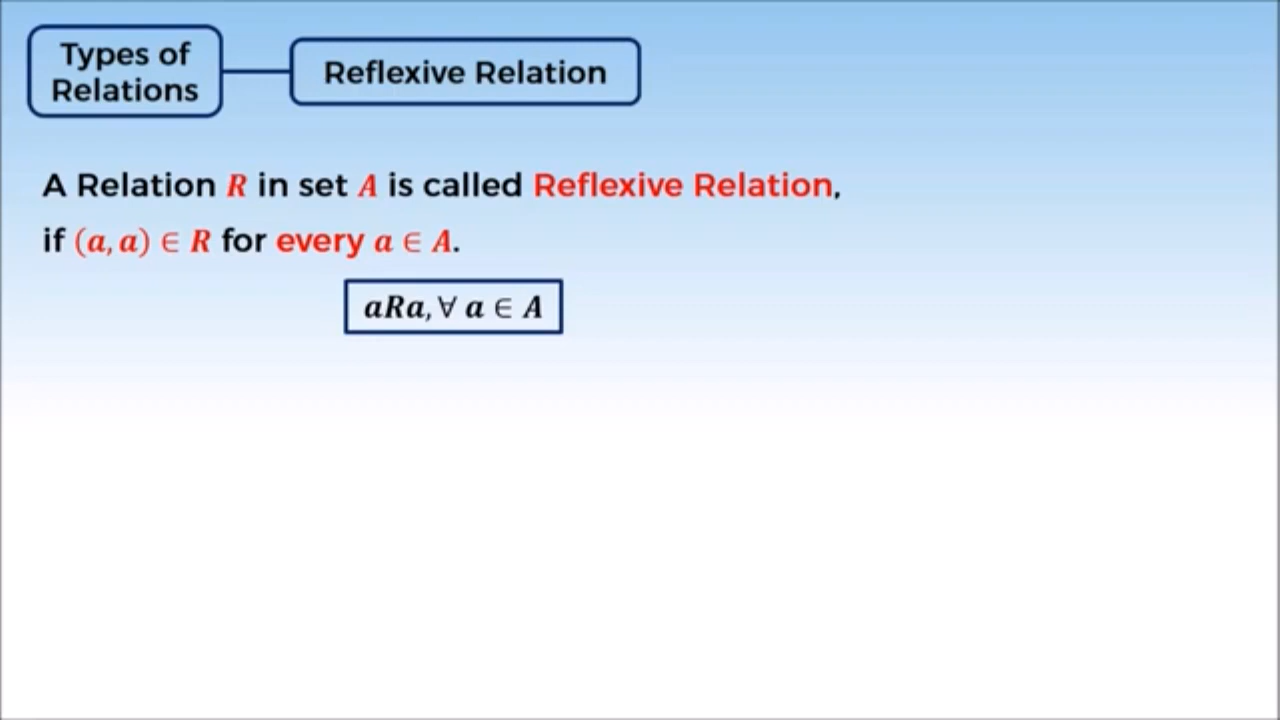 Types of
Relations
Reflexive Relation
A Relation R in set A is called Reflexive Relation,
if (a, a) ∈ R for every a ∈ A.
aRa, ∀ a ∈ A